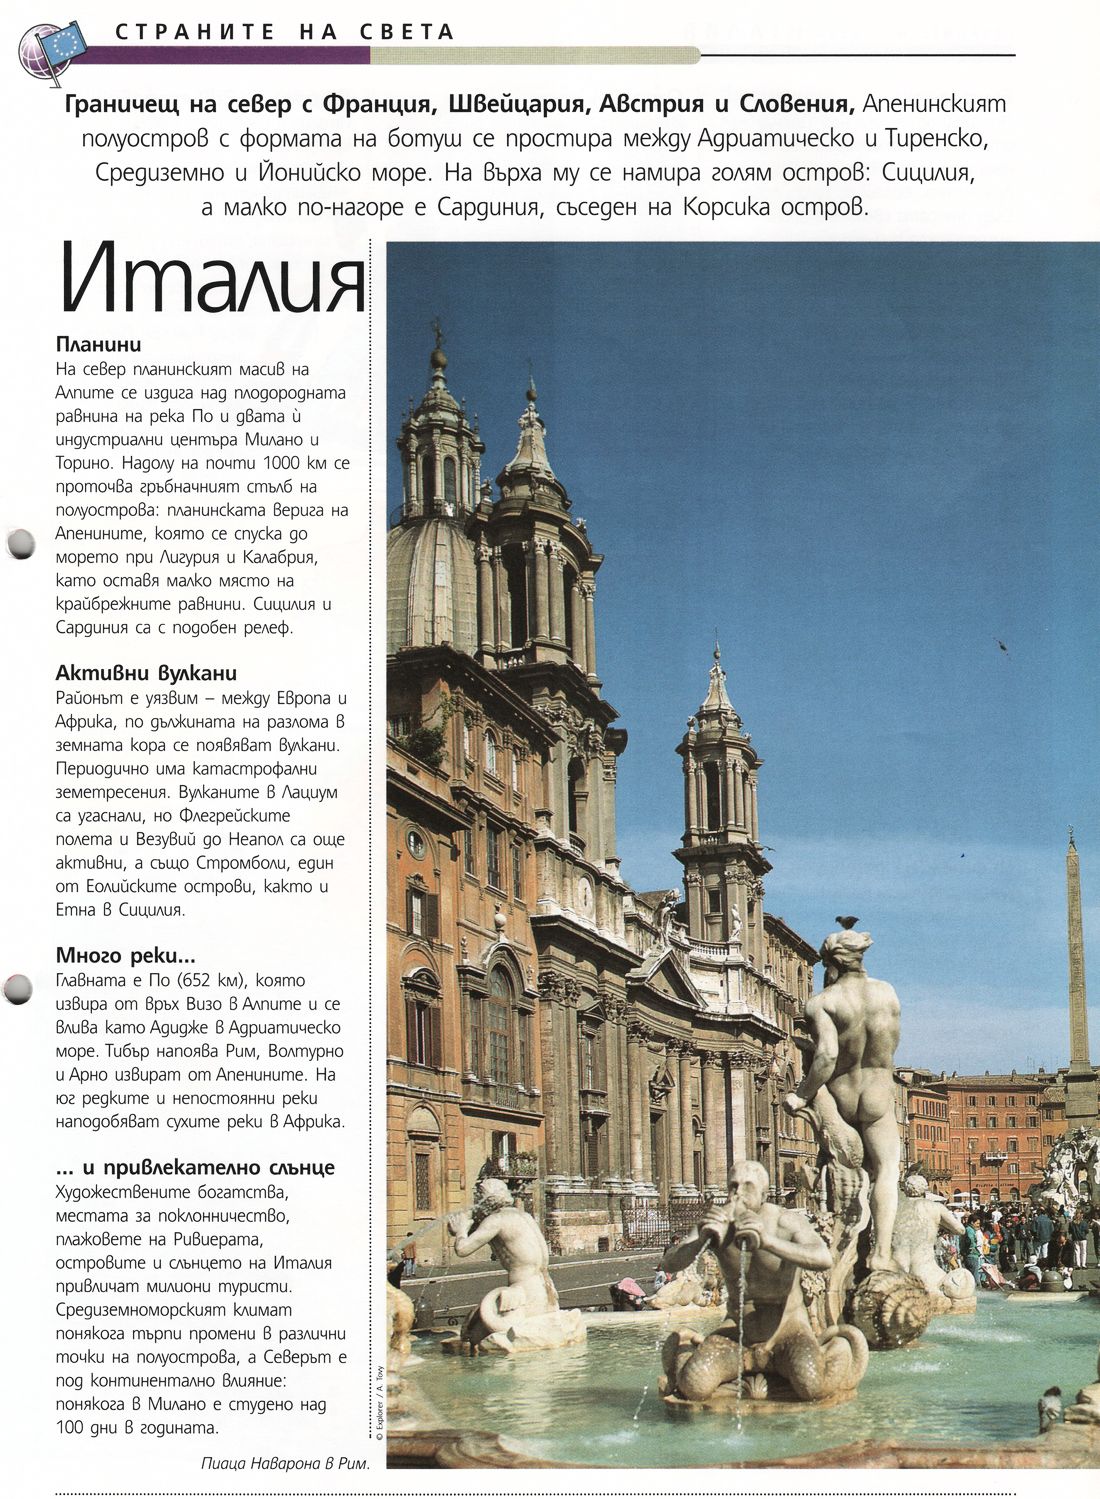 СТРАНИТЕ НА СВЕТА
Граничещ на север с Франция, Швейцария, Австрия и Словения, Апенинският
полуостров с формата на ботуш се простира между Адриатическо и Тиренско,
Средиземно и Йонийско море. На върха му се намира голям остров: Сицилия,
а малко по-нагоре е Сардиния, съседен на Корсика остров.
Италия
Планини
На север планинският масив на
Алпите се издига над плодородната
равнина на река По и двата ѝ
индустриални центъра Милано и
Торино. Надолу на почти 1000 км се
проточва гръбначният стълб на
полуострова: планинската верига на
Апенините, която се спуска до
морето при Лигурия и Калабрия,
като оставя малко място на
крайбрежните равнини. Сицилия и
Сардиния са с подобен релеф.
Активни вулкани
Районът е уязвим – между Европа и
Африка, по дължината на разлома в
земната кора се появяват вулкани.
Периодично има катастрофални
земетресения. Вулканите в Лациум
са угаснали, но Флегрейските
полета и Везувий до Неапол са още
активни, а също Стромболи, един
от Еолийските острови, както и
Етна в Сицилия.
Много реки...
Главната е По (652 км), която
извира от връх Визо в Алпите и се
влива като Адидже в Адриатическо
море. Тибър напоява Рим, Волтурно
и Арно извират от Апенините. На
юг редките и непостоянни реки
наподобяват сухите реки в Африка.
... и привлекателно слънце
Художествените богатства,
местата за поклонничество,
плажовете на Ривиерата,
островите и слънцето на Италия
привличат милиони туристи.
Средиземноморският климат
понякога търпи промени в различни
точки на полуострова, а Северът е
под континентално влияние:
понякога в Милано е студено над
100 дни в годината.
© Explorer / A. Tovy
Пиаца Наварона в Рим.